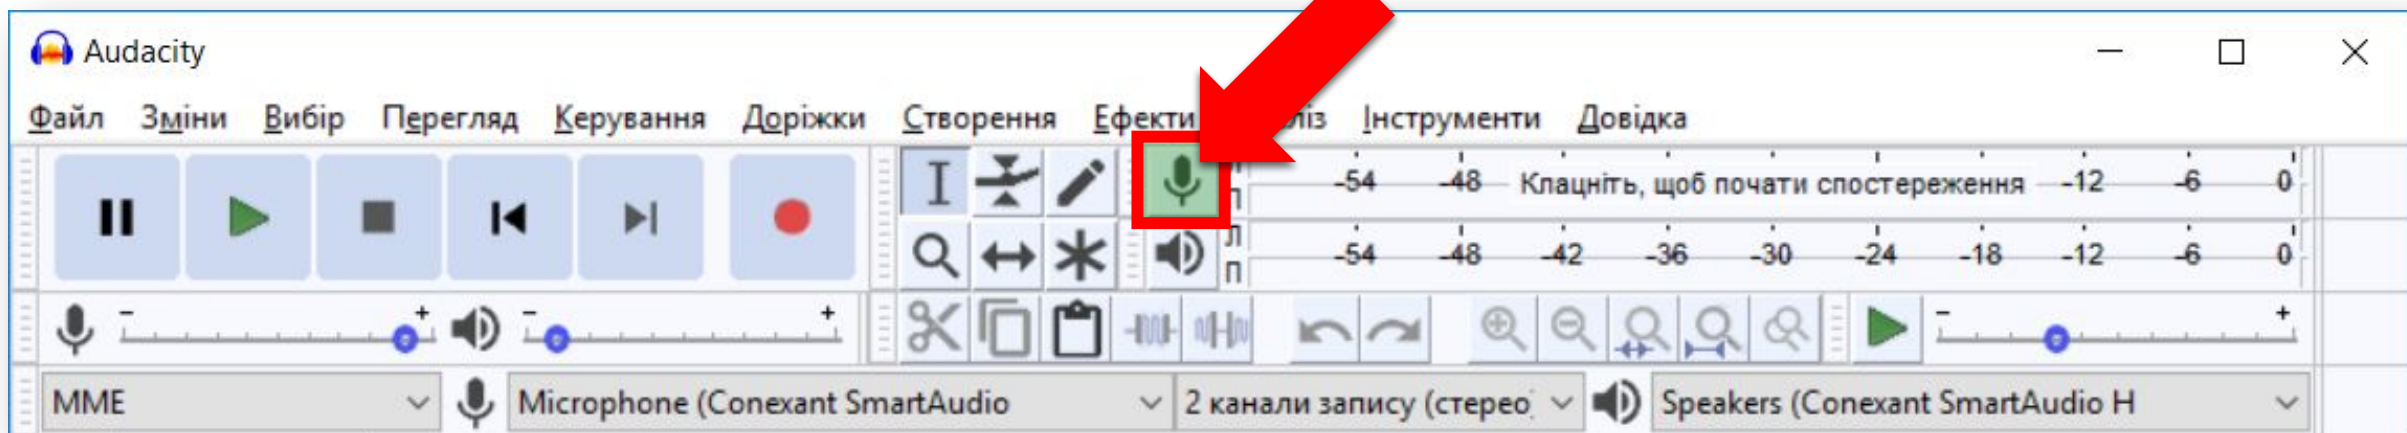 Audacity
Файл Зміни Вибір Перегляд Керування Доріжки Створення Ефекти Інструменти Довідка
-54 -48 Клацніть, щоб почати спостереження -12 -6 0
П
Л
-54 -48 -42 -36 -30 -24 -18 -12 -6 0
П
- + - + - +
MME Microphone (Conexant SmartAudio 2 канали запису (стерео) Speakers (Conexant SmartAudio H